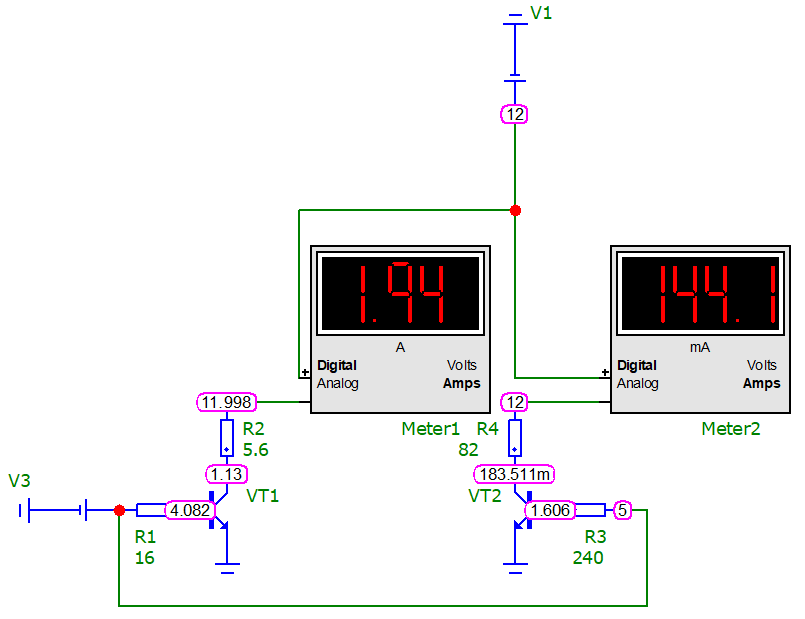 V1
12
1.94
144.1
A
mA
Digital Volts
Analog Amps
Digital Volts
Analog Amps
+
+
11.998
12
R2
5.6
Meter1
R4
82
Meter2
1.13
183.511m
V3
VT1
VT2
4.082
1.606
5
R1
16
R3
240